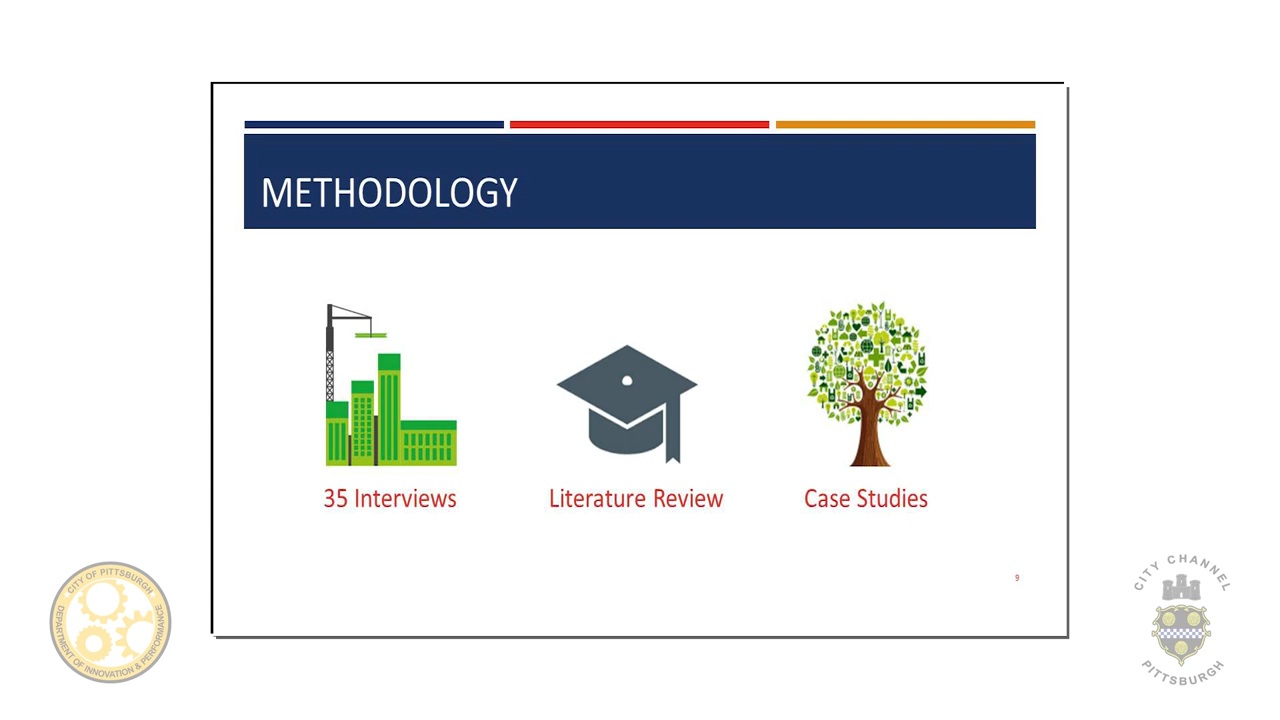 METHODOLOGY
35 Interviews
Literature Review
Case Studies
9
CITY OF PITTSBURGH
DEPARTMENT OF INNOVATION & PERFORMANCE
CITY CHANNEL
PITTSBURGH